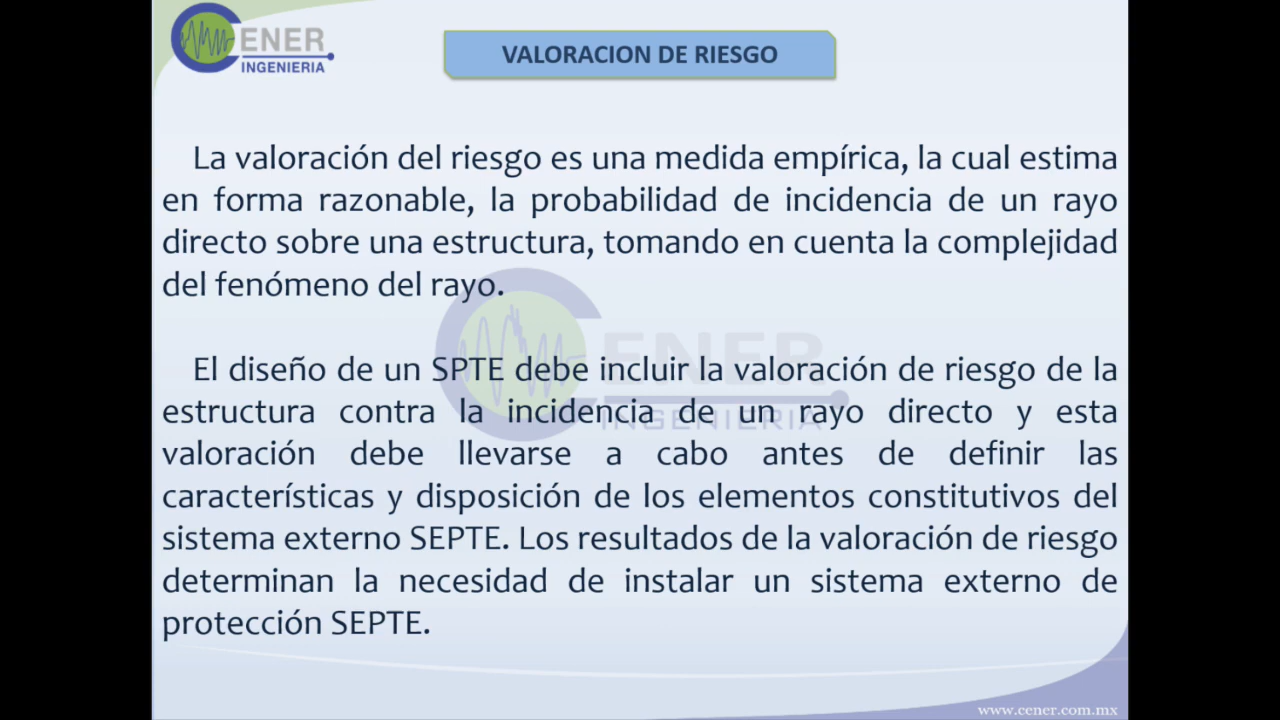 CENER
INGENIERIA
VALORACION DE RIESGO
La valoración del riesgo es una medida empírica, la cual estima
en forma razonable, la probabilidad de incidencia de un rayo
directo sobre una estructura, tomando en cuenta la complejidad
del fenómeno del rayo.
CENER
INGENIERIA
El diseño de un SPTE debe incluir la valoración de riesgo de la
estructura contra la incidencia de un rayo directo y esta
valoración debe llevarse a cabo antes de definir las
características y disposición de los elementos constitutivos del
sistema externo SEPTE. Los resultados de la valoración de riesgo
determinan la necesidad de instalar un sistema externo de
protección SEPTE.
www.cener.com.mx